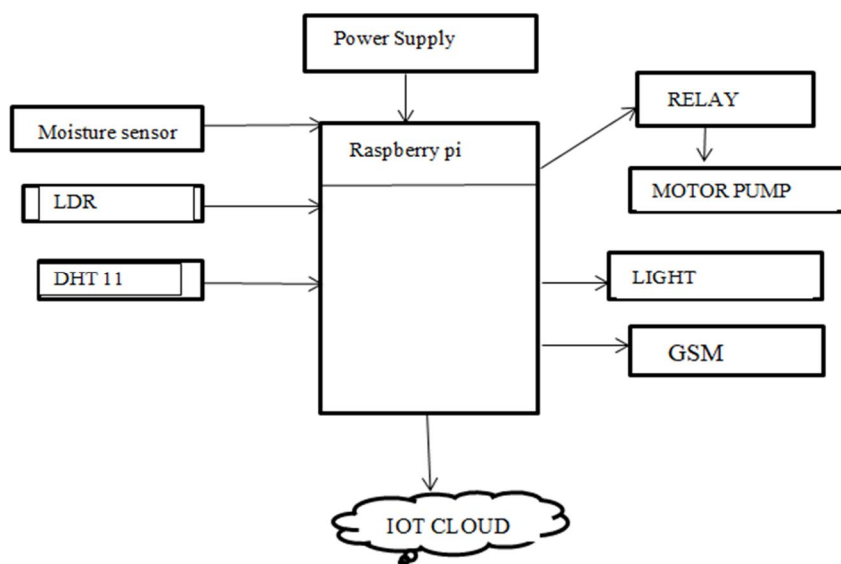 Power Supply
RELAY
Moisture sensor
Raspberry pi
MOTOR PUMP
LDR
DHT 11
LIGHT
GSM
IOT CLOUD